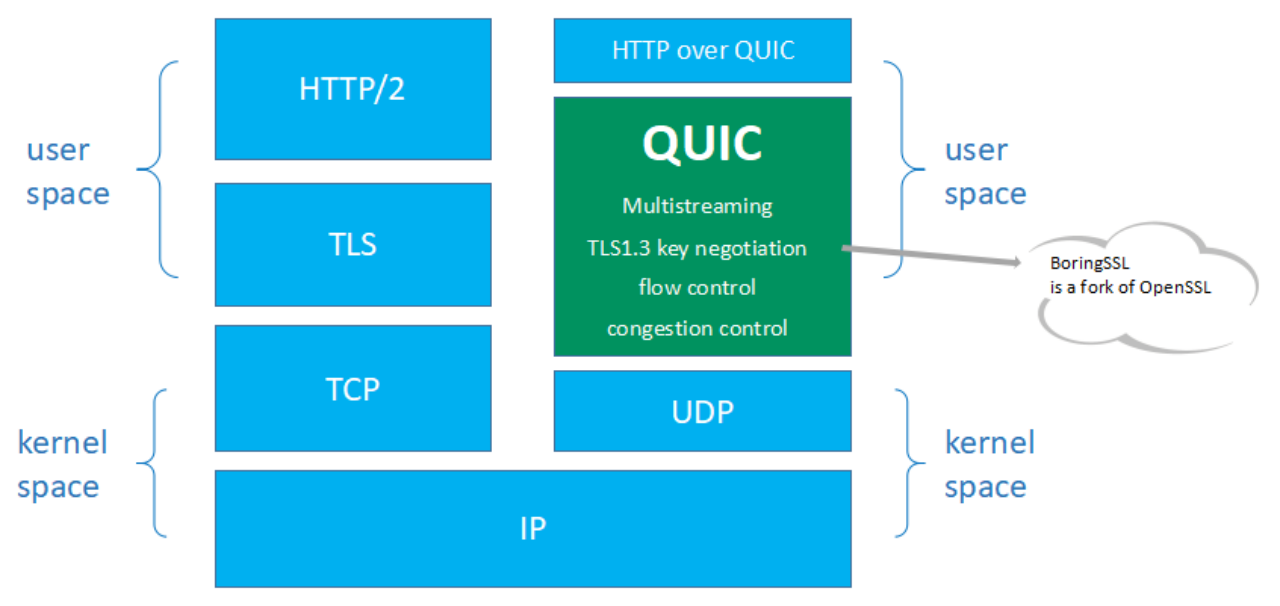 HTTP/2
HTTP over QUIC
user
space
QUIC
user
space
Multistreaming
TLS
TLS1.3 key negotiation
BoringSSL
is a fork of OpenSSL
flow control
congestion control
TCP
UDP
kernel
space
kernel
space
IP